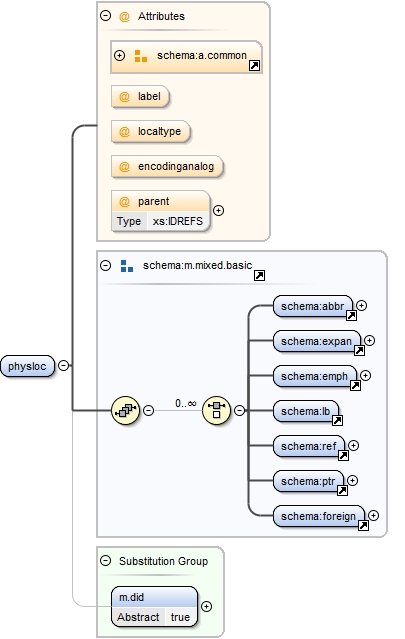 Attributes
schema:a.common
@ label
@ localtype
@ encodinganalog
@ parent
Type xs:IDREFS
schema:m.mixed.basic
schema:abbr
schema:expan
schema:emph
physloc
0..∞
schema:lb
schema:ref
schema:ptr
schema:foreign
Substitution Group
m.did
Abstract true